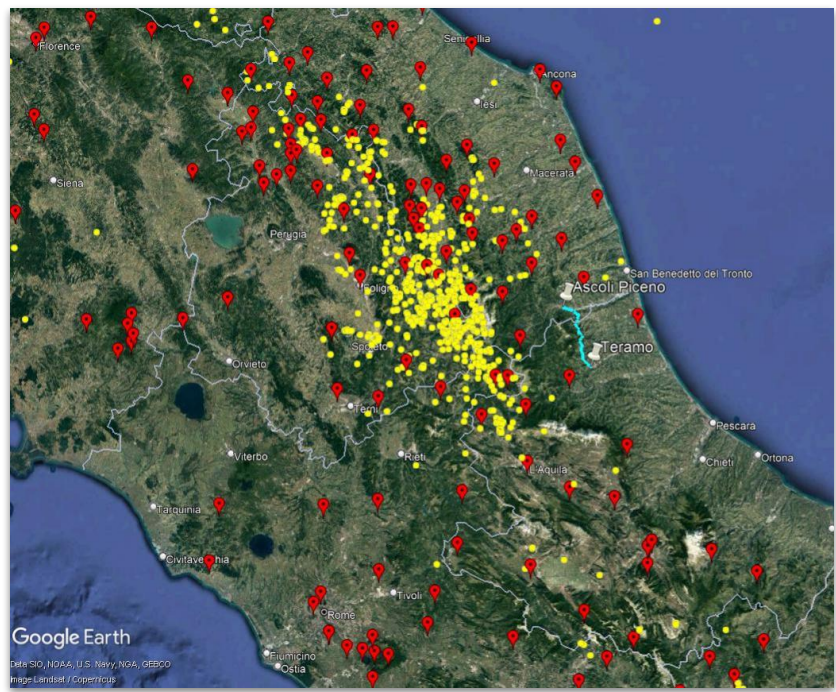 Florence
Senigallia
Ancona
Iesi
Siena
Macerata
Perugia
San Benedetto del Tronto
Foligno
Ascoli Piceno
Spoleto
Teramo
Orvieto
Terni
Pescara
Viterbo
Rieti
Chieti
Ortona
L'Aquila
Tarquinia
Civitavecchia
Tivoli
Rome
Google Earth
Fiumicino
Data SIO, NOAA, U.S. Navy, NGA, GEBCO
Ostia
Image Landsat / Copernicus